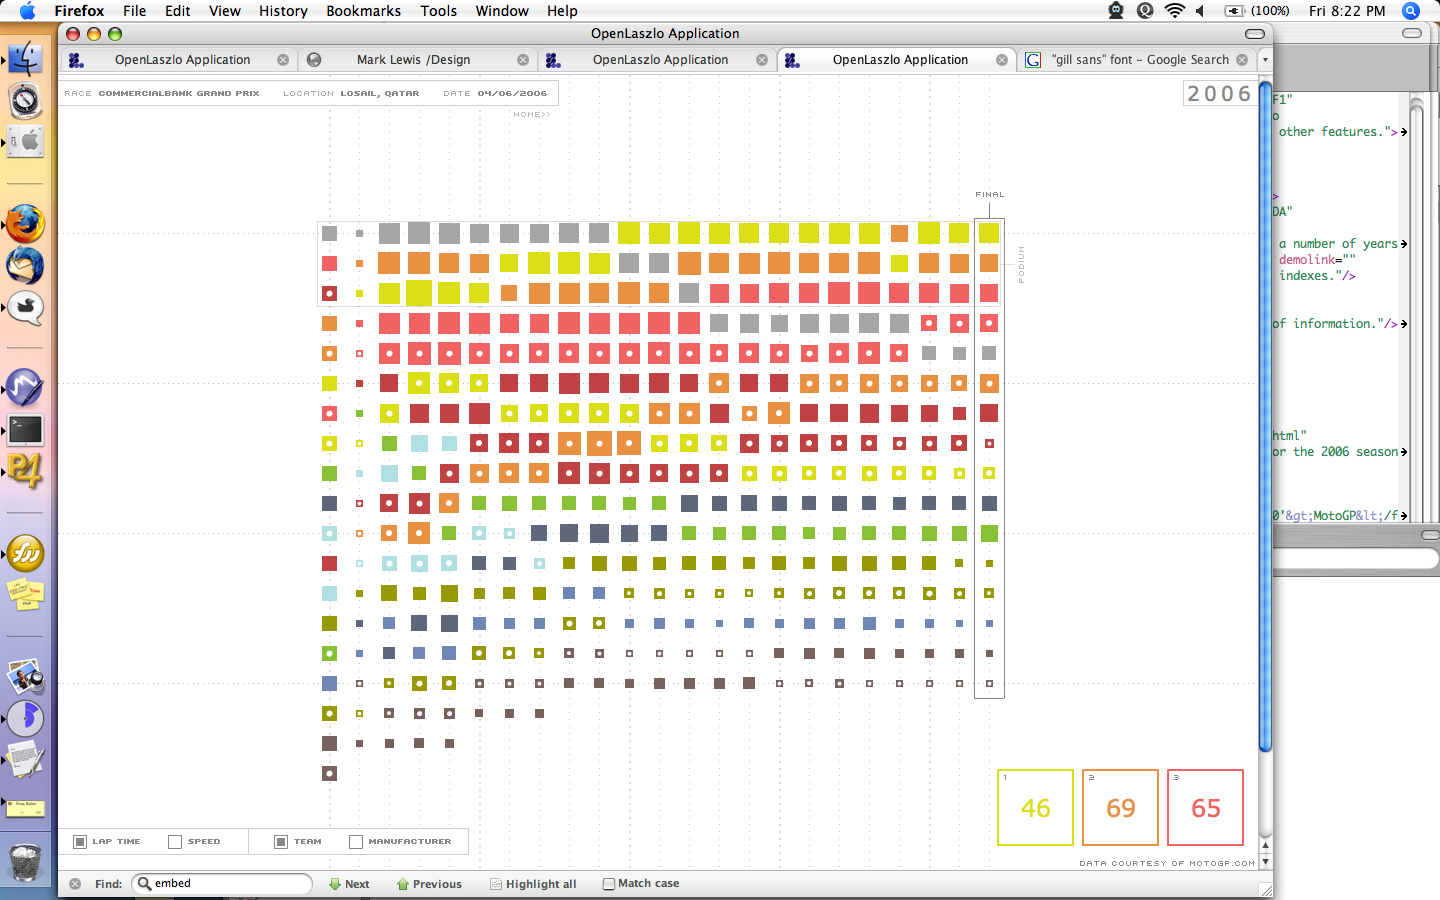 Firefox File Edit View History Bookmarks Tools Window Help (100%) Fri 8:22 PM
OpenLaszlo Application
OpenLaszlo Application Mark Lewis /Design OpenLaszlo Application OpenLaszlo Application "gill sans" font - Google Search
RACE COMMERCIALBANK GRAND PRIX LOCATION LOSAIL, QATAR DATE 04/06/2006
2006
HOME>>
F1"
other features.">
>
DA"
a number of years
demolink=""
indexes."/>
of information."/>
html"
or the 2006 season
0'&gt;MotoGP&lt;/f
FINAL
PODIUM
1 2 3
46 69 65
LAP TIME SPEED TEAM MANUFACTURER
DATA COURTESY OF MOTOGP.COM
Find: embed Next Previous Highlight all Match case